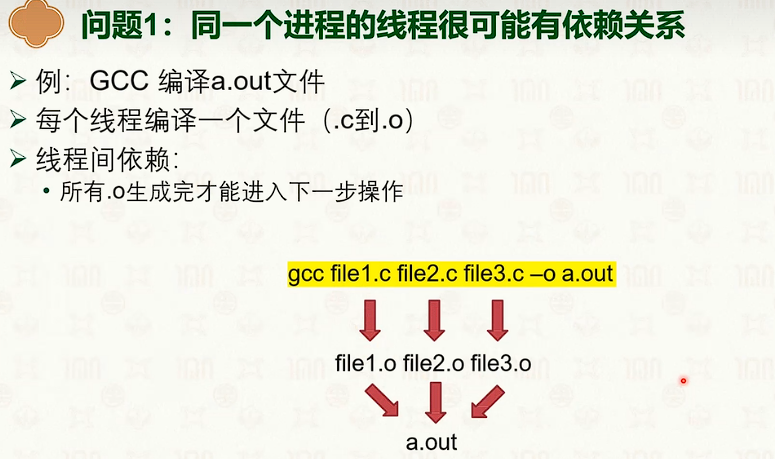 问题1：同一个进程的线程很可能有依赖关系
例：GCC 编译a.out文件
每个线程编译一个文件（.c到.o）
线程间依赖：
所有.o生成完才能进入下一步操作
gcc file1.c file2.c file3.c –o a.out
file1.o file2.o file3.o
a.out